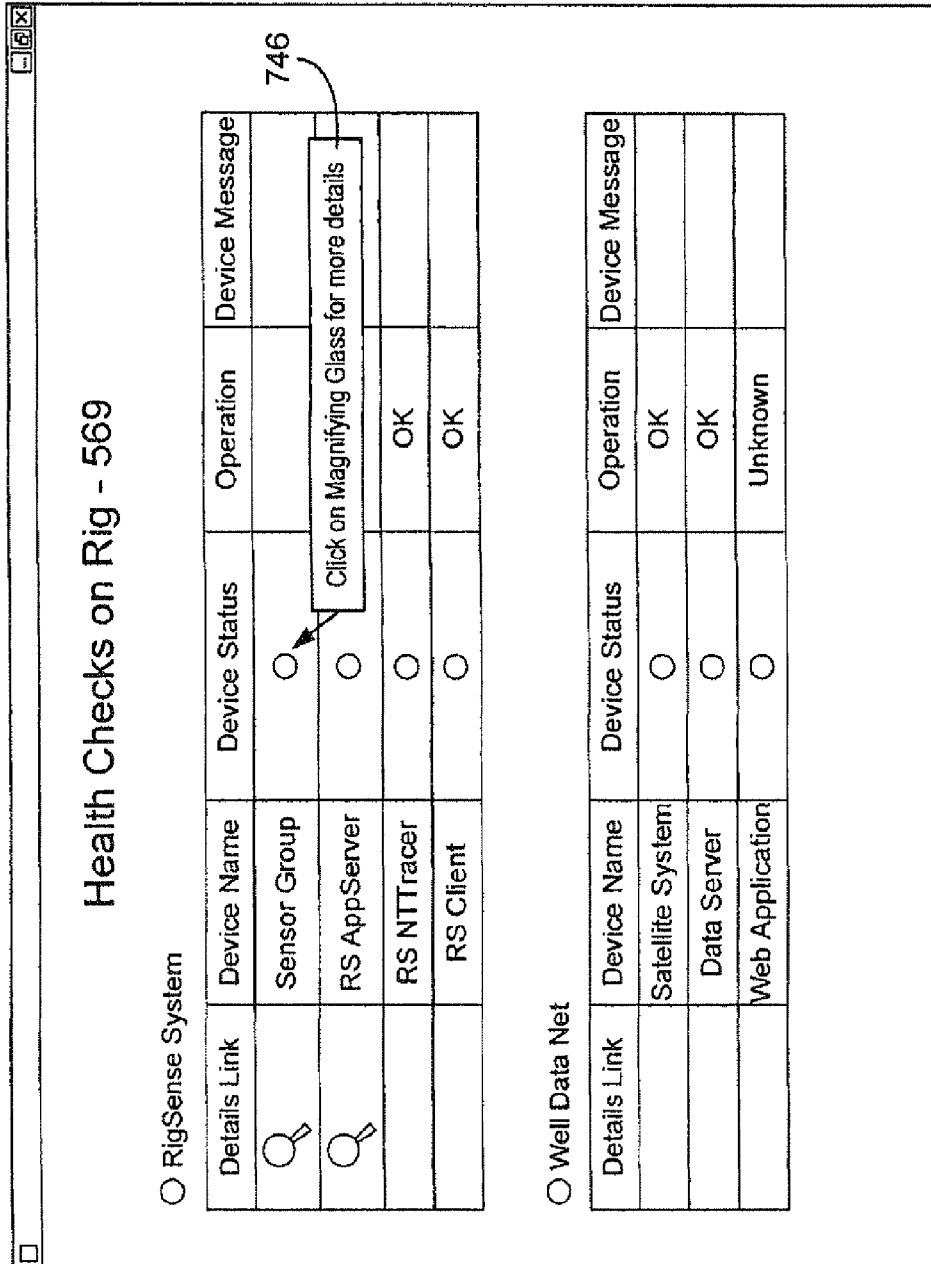 Health Checks on Rig - 569
746
RigSense System
Details Link Device Name Device Status Operation Device Message
Sensor Group
Click on Magnifying Glass for more details
RS AppServer
RS NTTracer OK
RS Client OK
Well Data Net
Details Link Device Name Device Status Operation Device Message
Satellite System OK
Data Server OK
Web Application Unknown